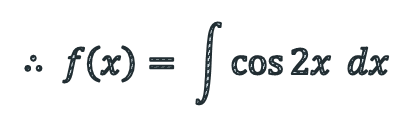 ∴ f(x) = ∫ cos 2x dx